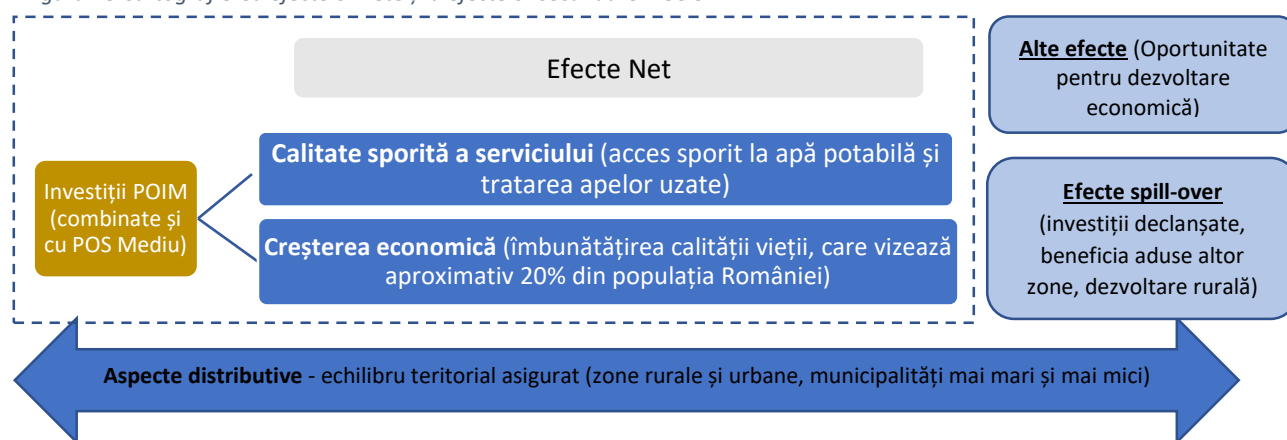 Efecte Net
Alte efecte (Oportunitate
pentru dezvoltare
economică)
Calitate sporită a serviciului (acces sporit la apă potabilă și
tratarea apelor uzate)
Investiții POIM
(combinate și
cu POS Mediu)
Creșterea economică (îmbunătățirea calității vieții, care vizează
aproximativ 20% din populația României)
Efecte spill-over
(investiții declanșate,
beneficia aduse altor
zone, dezvoltare rurală)
Aspecte distributive - echilibru teritorial asigurat (zone rurale și urbane, municipalități mai mari și mai mici)